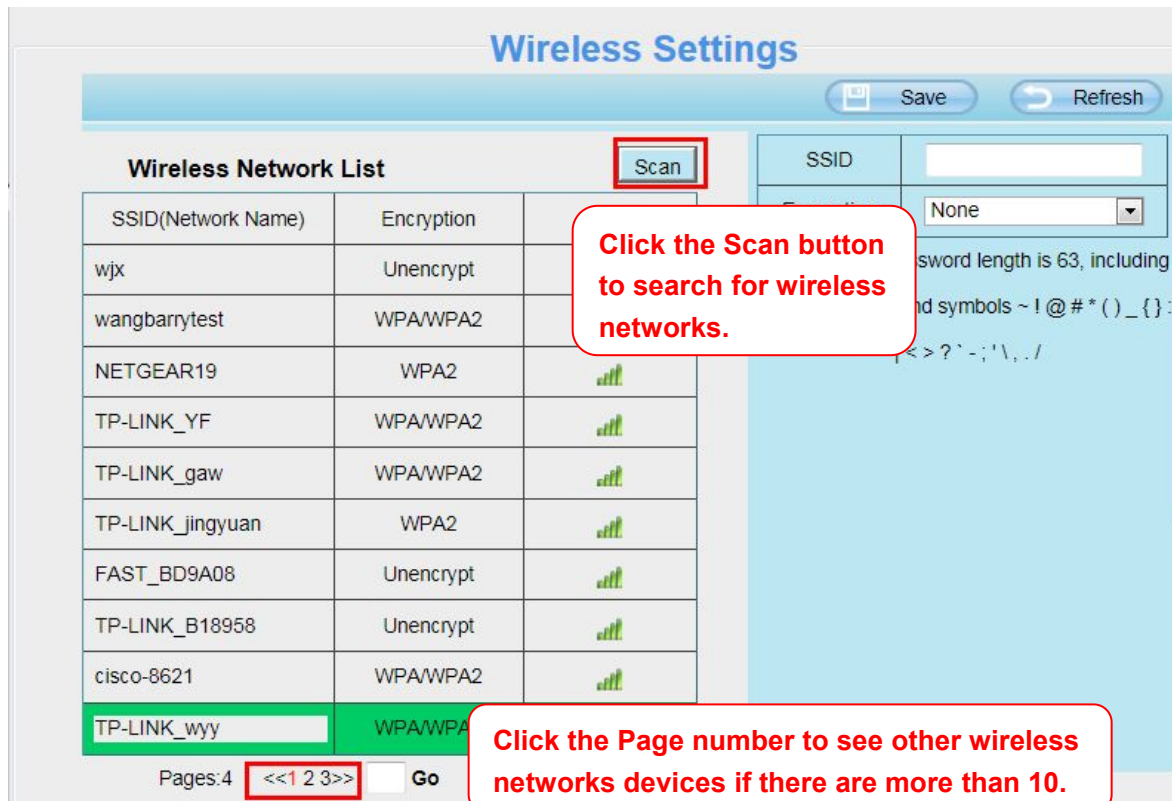 Wireless Settings
Save Refresh
Wireless Network List Scan
SSID
SSID(Network Name) Encryption
None
Click the Scan button
to search for wireless
networks.
sword length is 63, including
nd symbols ~ ! @ # * ( ) _ { } :
< > ? ` - ; ' \ , . /
wjx Unencrypt
wangbarrytest WPA/WPA2
NETGEAR19 WPA2
TP-LINK_YF WPA/WPA2
TP-LINK_gaw WPA/WPA2
TP-LINK_jingyuan WPA2
FAST_BD9A08 Unencrypt
TP-LINK_B18958 Unencrypt
cisco-8621 WPA/WPA2
TP-LINK_wyy WPA/WPA
Click the Page number to see other wireless
networks devices if there are more than 10.
Pages:4 <<1 2 3>> Go